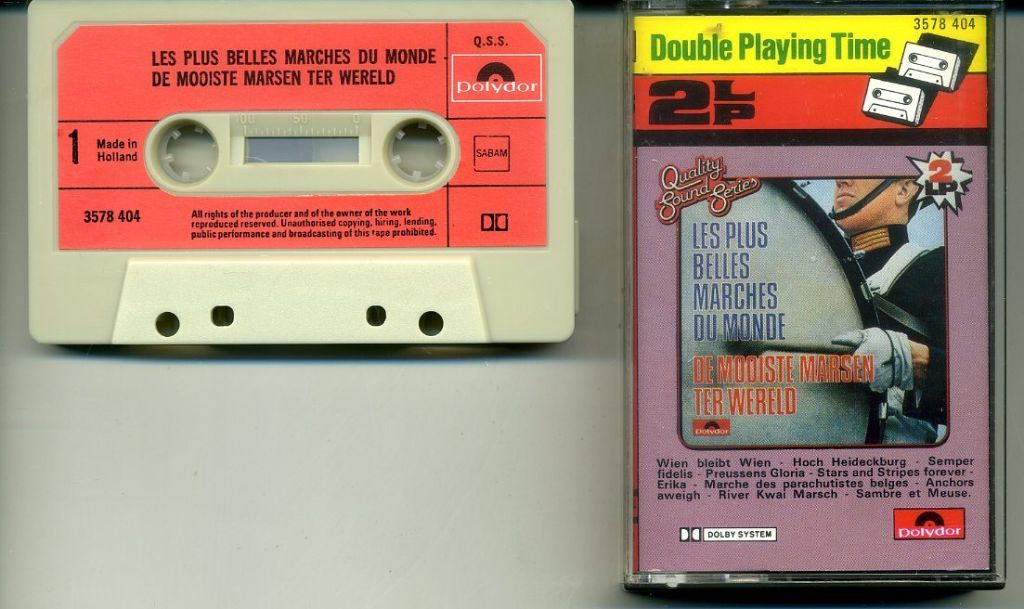 LES PLUS BELLES MARCHES DU MONDE
DE MOOISTE MARSEN TER WERELD
Q.S.S.
Polydor
1
Made in
Holland
100 50 0
SABAM
3578 404
All rights of the producer and of the owner of the work
reproduced reserved. Unauthorised copying, hiring, lending,
public performance and broadcasting of this tape prohibited.
3578 404
Double Playing Time
2LP
Quality
Sound Series
2
LP
LES PLUS
BELLES
MARCHES
DU MONDE
DE MOOISTE MARSEN
TER WERELD
Polydor
Wien bleibt Wien - Hoch Heideckburg - Semper
fidelis - Preussens Gloria - Stars and Stripes forever -
Erika - Marche des parachutistes belges - Anchors
aweigh - River Kwai Marsch - Sambre et Meuse.
DOLBY SYSTEM
Polydor